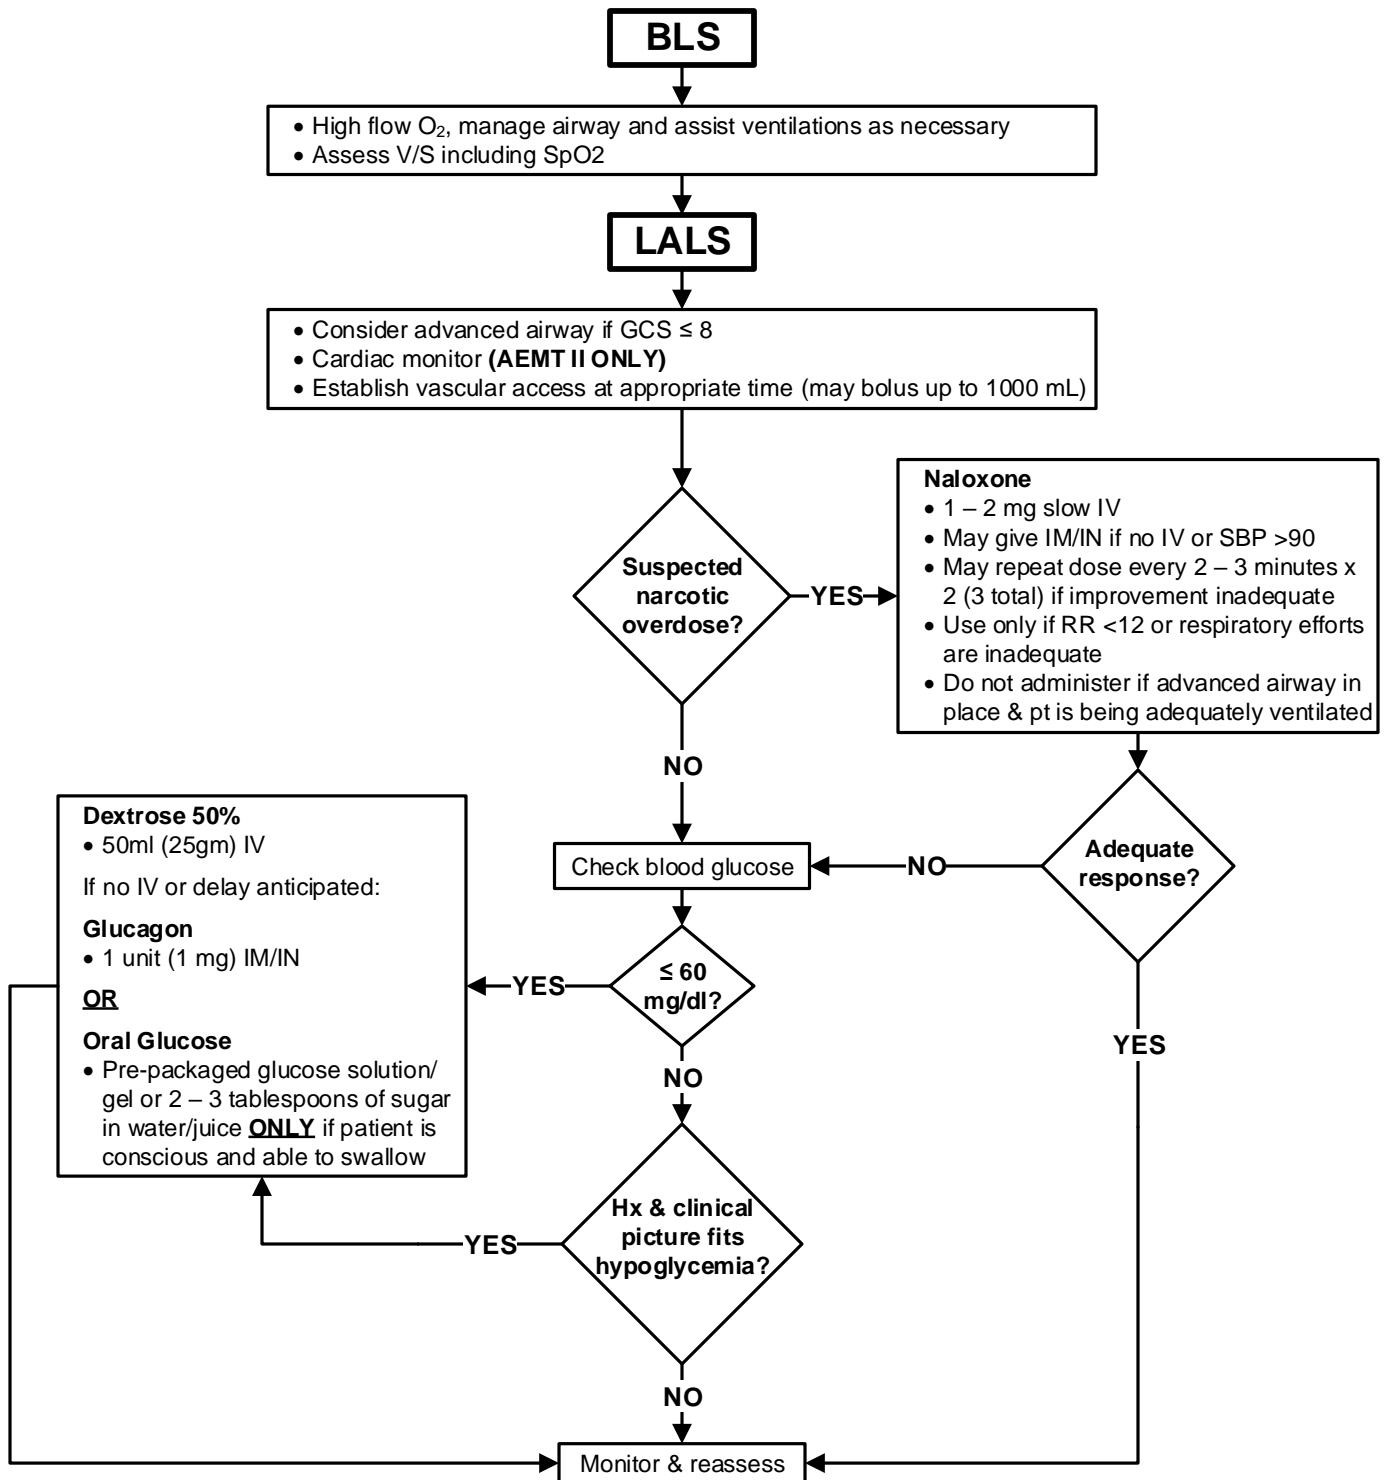 BLS
• High flow O₂, manage airway and assist ventilations as necessary
• Assess V/S including SpO2
LALS
• Consider advanced airway if GCS ≤ 8
• Cardiac monitor (AEMT II ONLY)
• Establish vascular access at appropriate time (may bolus up to 1000 mL)
Suspected
narcotic
overdose?
YES
Naloxone
• 1 – 2 mg slow IV
• May give IM/IN if no IV or SBP >90
• May repeat dose every 2 – 3 minutes x
2 (3 total) if improvement inadequate
• Use only if RR <12 or respiratory efforts
are inadequate
• Do not administer if advanced airway in
place & pt is being adequately ventilated
NO
Adequate
response?
NO
YES
Check blood glucose
≤ 60
mg/dl?
YES
Dextrose 50%
• 50ml (25gm) IV
If no IV or delay anticipated:
Glucagon
• 1 unit (1 mg) IM/IN
OR
Oral Glucose
• Pre-packaged glucose solution/
gel or 2 – 3 tablespoons of sugar
in water/juice ONLY if patient is
conscious and able to swallow
NO
Hx & clinical
picture fits
hypoglycemia?
YES
NO
Monitor & reassess